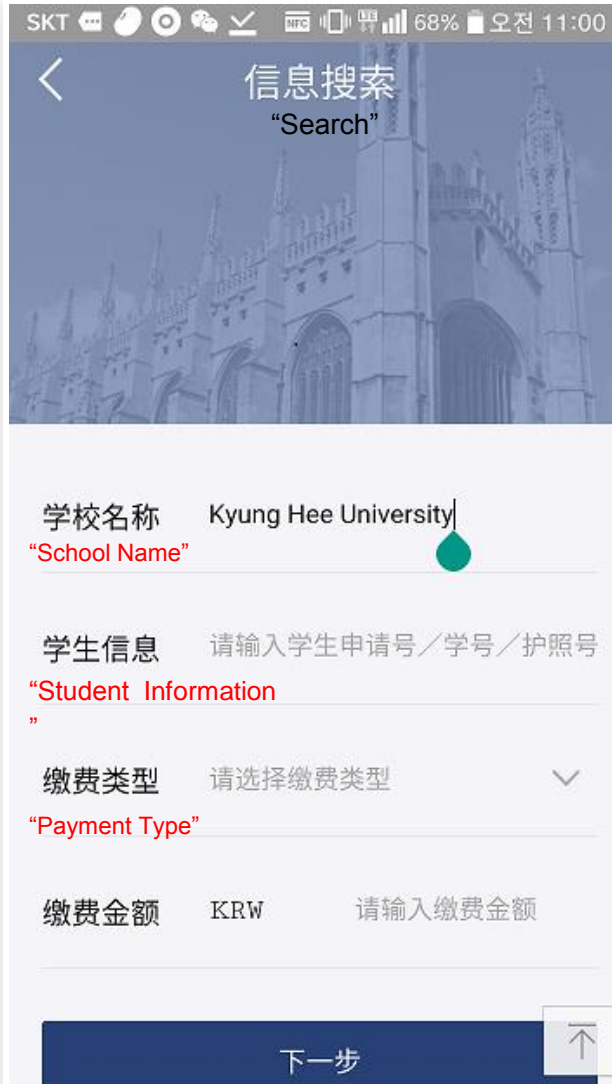 SKT NFC 68% 오전 11:00
信息搜索
“Search”
学校名称 Kyung Hee University
“School Name”
学生信息 请输入学生申请号／学号／护照号
“Student Information
”
缴费类型 请选择缴费类型
“Payment Type”
缴费金额 KRW 请输入缴费金额
下一步